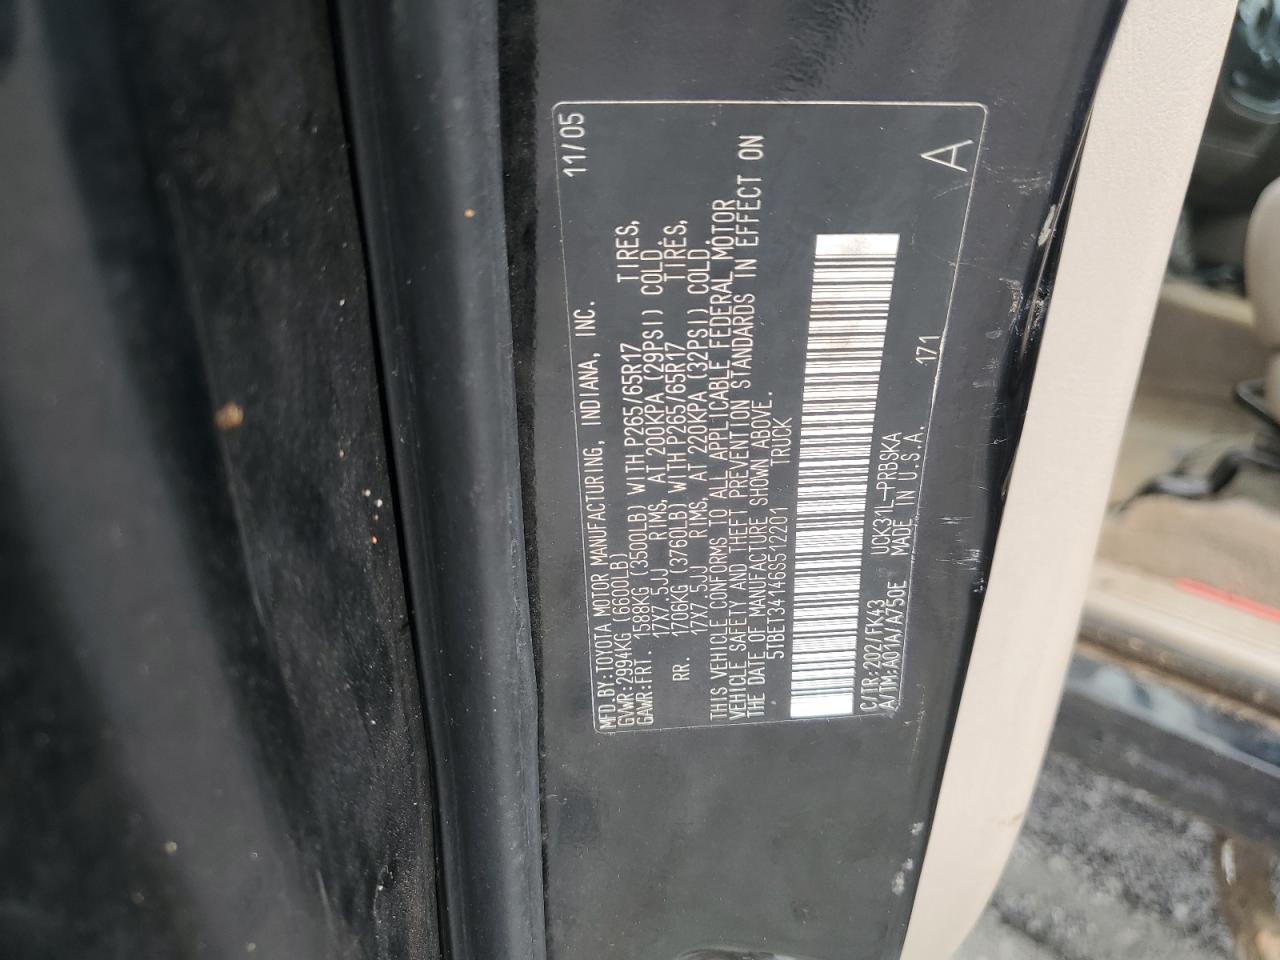 MFD.BY:TOYOTA MOTOR MANUFACTURING, INDIANA, INC. 11/05
GVWR:2994KG (6600LB)
GAWR:FRT. 1588KG (3500LB) WITH P265/65R17 TIRES,
17X7.5JJ RIMS, AT 200KPA (29PSI) COLD.
RR. 1706KG (3760LB) WITH P265/65R17 TIRES,
17X7.5JJ RIMS, AT 220KPA (32PSI) COLD.
THIS VEHICLE CONFORMS TO ALL APPLICABLE FEDERAL MOTOR
VEHICLE SAFETY AND THEFT PREVENTION STANDARDS IN EFFECT ON
THE DATE OF MANUFACTURE SHOWN ABOVE.
5TBET34146S512201 TRUCK
C/TR:202/FK43 UCK31L-PRBSKA 171
A/TM:A01A/A750E MADE IN U.S.A. A